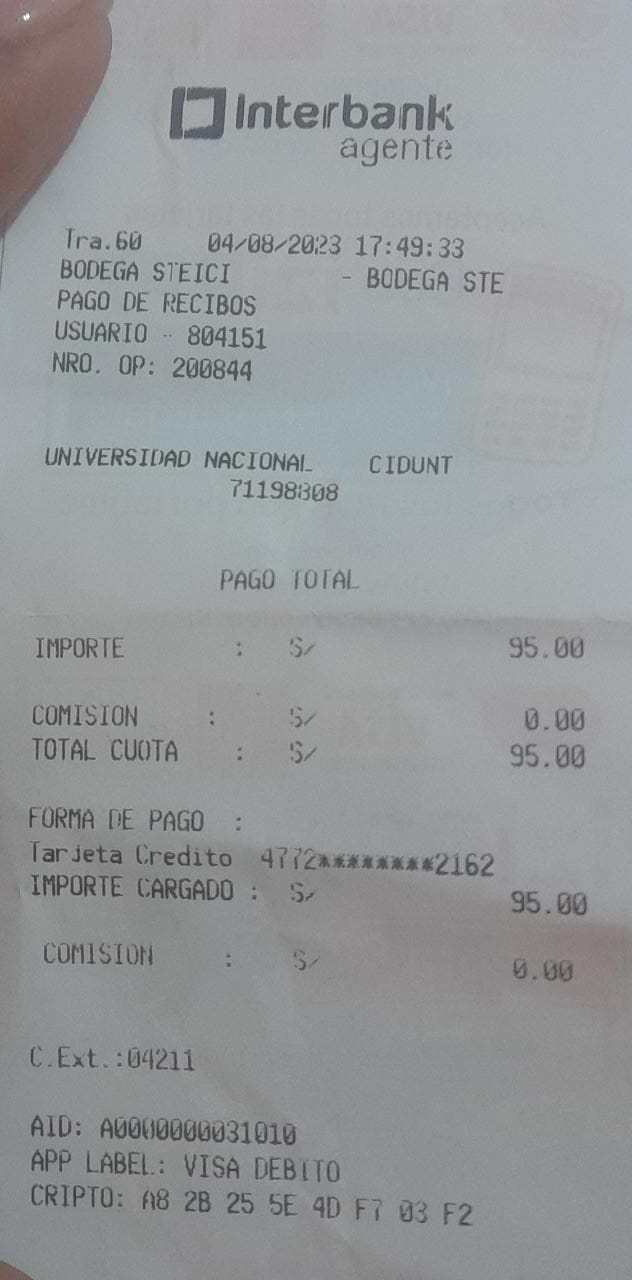 Interbank
agente
Tra.60 04/08/2023 17:49:33
BODEGA STEICI - BODEGA STE
PAGO DE RECIBOS
USUARIO - 804151
NRO. OP: 200844
UNIVERSIDAD NACIONAL CIDUNT
71198808
PAGO TOTAL
IMPORTE : S/ 95.00
COMISION : S/ 0.00
TOTAL CUOTA : S/ 95.00
FORMA DE PAGO :
Tarjeta Credito 4772********2162
IMPORTE CARGADO : S/ 95.00
COMISION : S/ 0.00
C.Ext.:04211
AID: A0000000031010
APP LABEL: VISA DEBITO
CRIPTO: A8 2B 25 5E 4D F7 03 F2